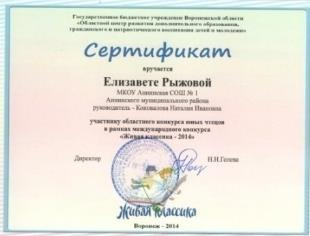 Государственное бюджетное учреждение Воронежской области
«Областной центр развития дополнительного образования,
гражданского и патриотического воспитания детей и молодежи»
Сертификат
вручается
Елизавете Рыжовой
МКОУ Аннинская СОШ № 1
Аннинского муниципального района
руководитель - Коновалова Наталия Ивановна
участнику областного конкурса юных чтецов
в рамках международного конкурса
«Живая классика - 2014»
Директор Н.Н.Голева
Живая классика
Воронеж - 2014